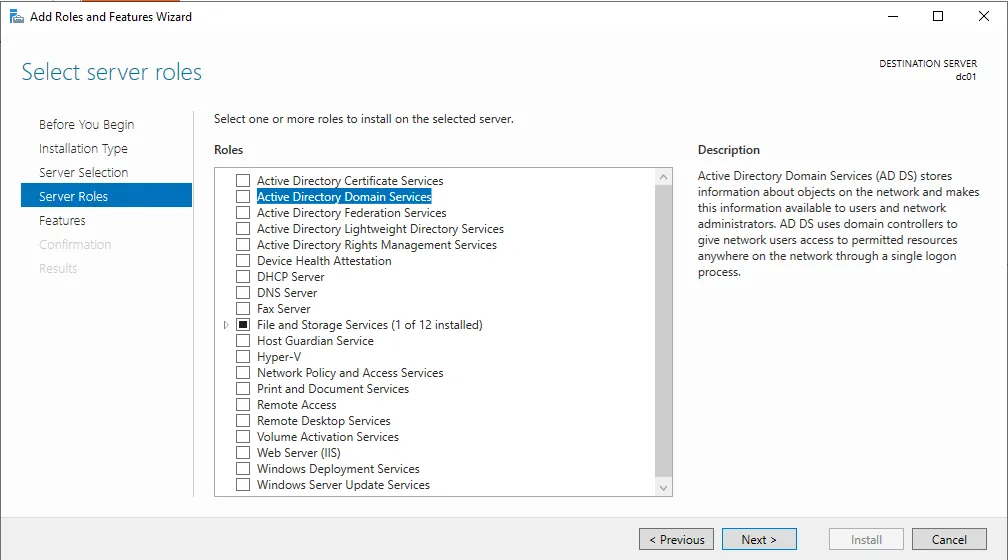 Add Roles and Features Wizard
Select server roles
DESTINATION SERVER
dc01
Before You Begin
Installation Type
Server Selection
Server Roles
Features
Confirmation
Results
Select one or more roles to install on the selected server.
Roles
Active Directory Certificate Services
Active Directory Domain Services
Active Directory Federation Services
Active Directory Lightweight Directory Services
Active Directory Rights Management Services
Device Health Attestation
DHCP Server
DNS Server
Fax Server
File and Storage Services (1 of 12 installed)
Host Guardian Service
Hyper-V
Network Policy and Access Services
Print and Document Services
Remote Access
Remote Desktop Services
Volume Activation Services
Web Server (IIS)
Windows Deployment Services
Windows Server Update Services
Description
Active Directory Domain Services (AD DS) stores
information about objects on the network and makes
this information available to users and network
administrators. AD DS uses domain controllers to
give network users access to permitted resources
anywhere on the network through a single logon
process.
< Previous
Next >
Install
Cancel